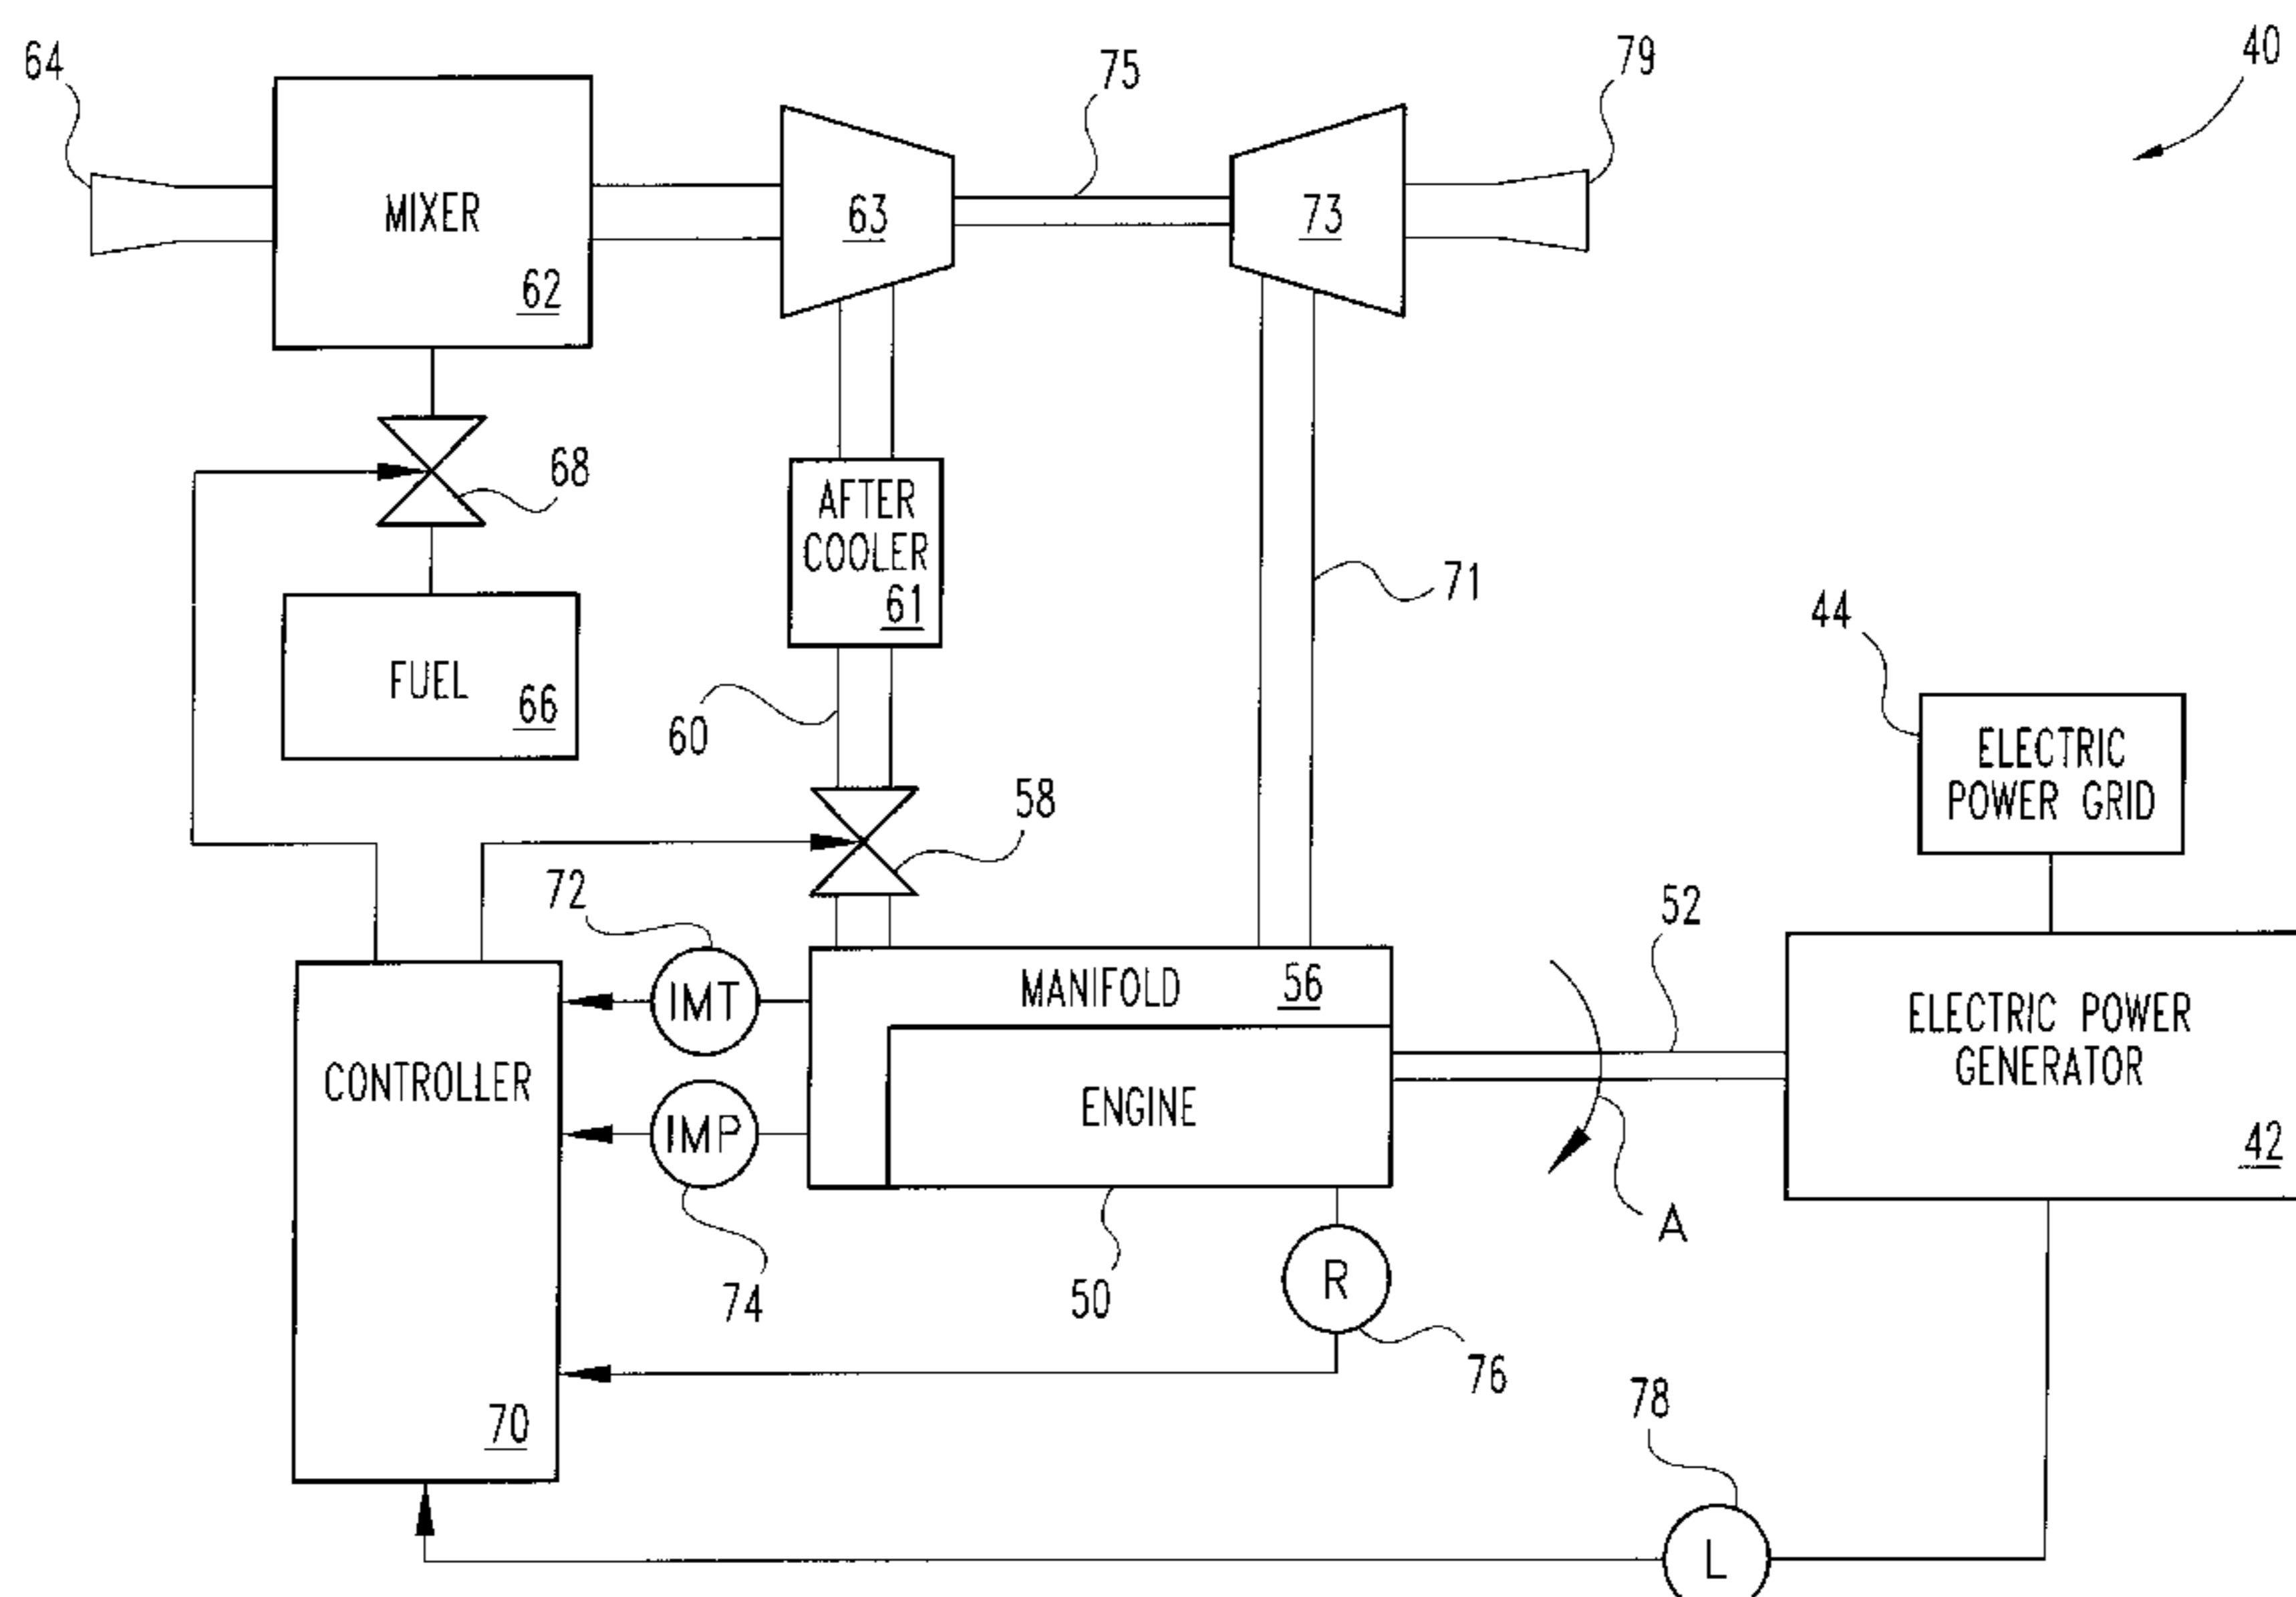 64
75
79
40
MIXER
62
63
73
68
AFTER
COOLER
61
71
FUEL
66
60
44
ELECTRIC
POWER GRID
58
72
52
IMT
MANIFOLD
56
ELECTRIC POWER
GENERATOR
42
CONTROLLER
IMP
ENGINE
A
74
50
R
76
70
78
L